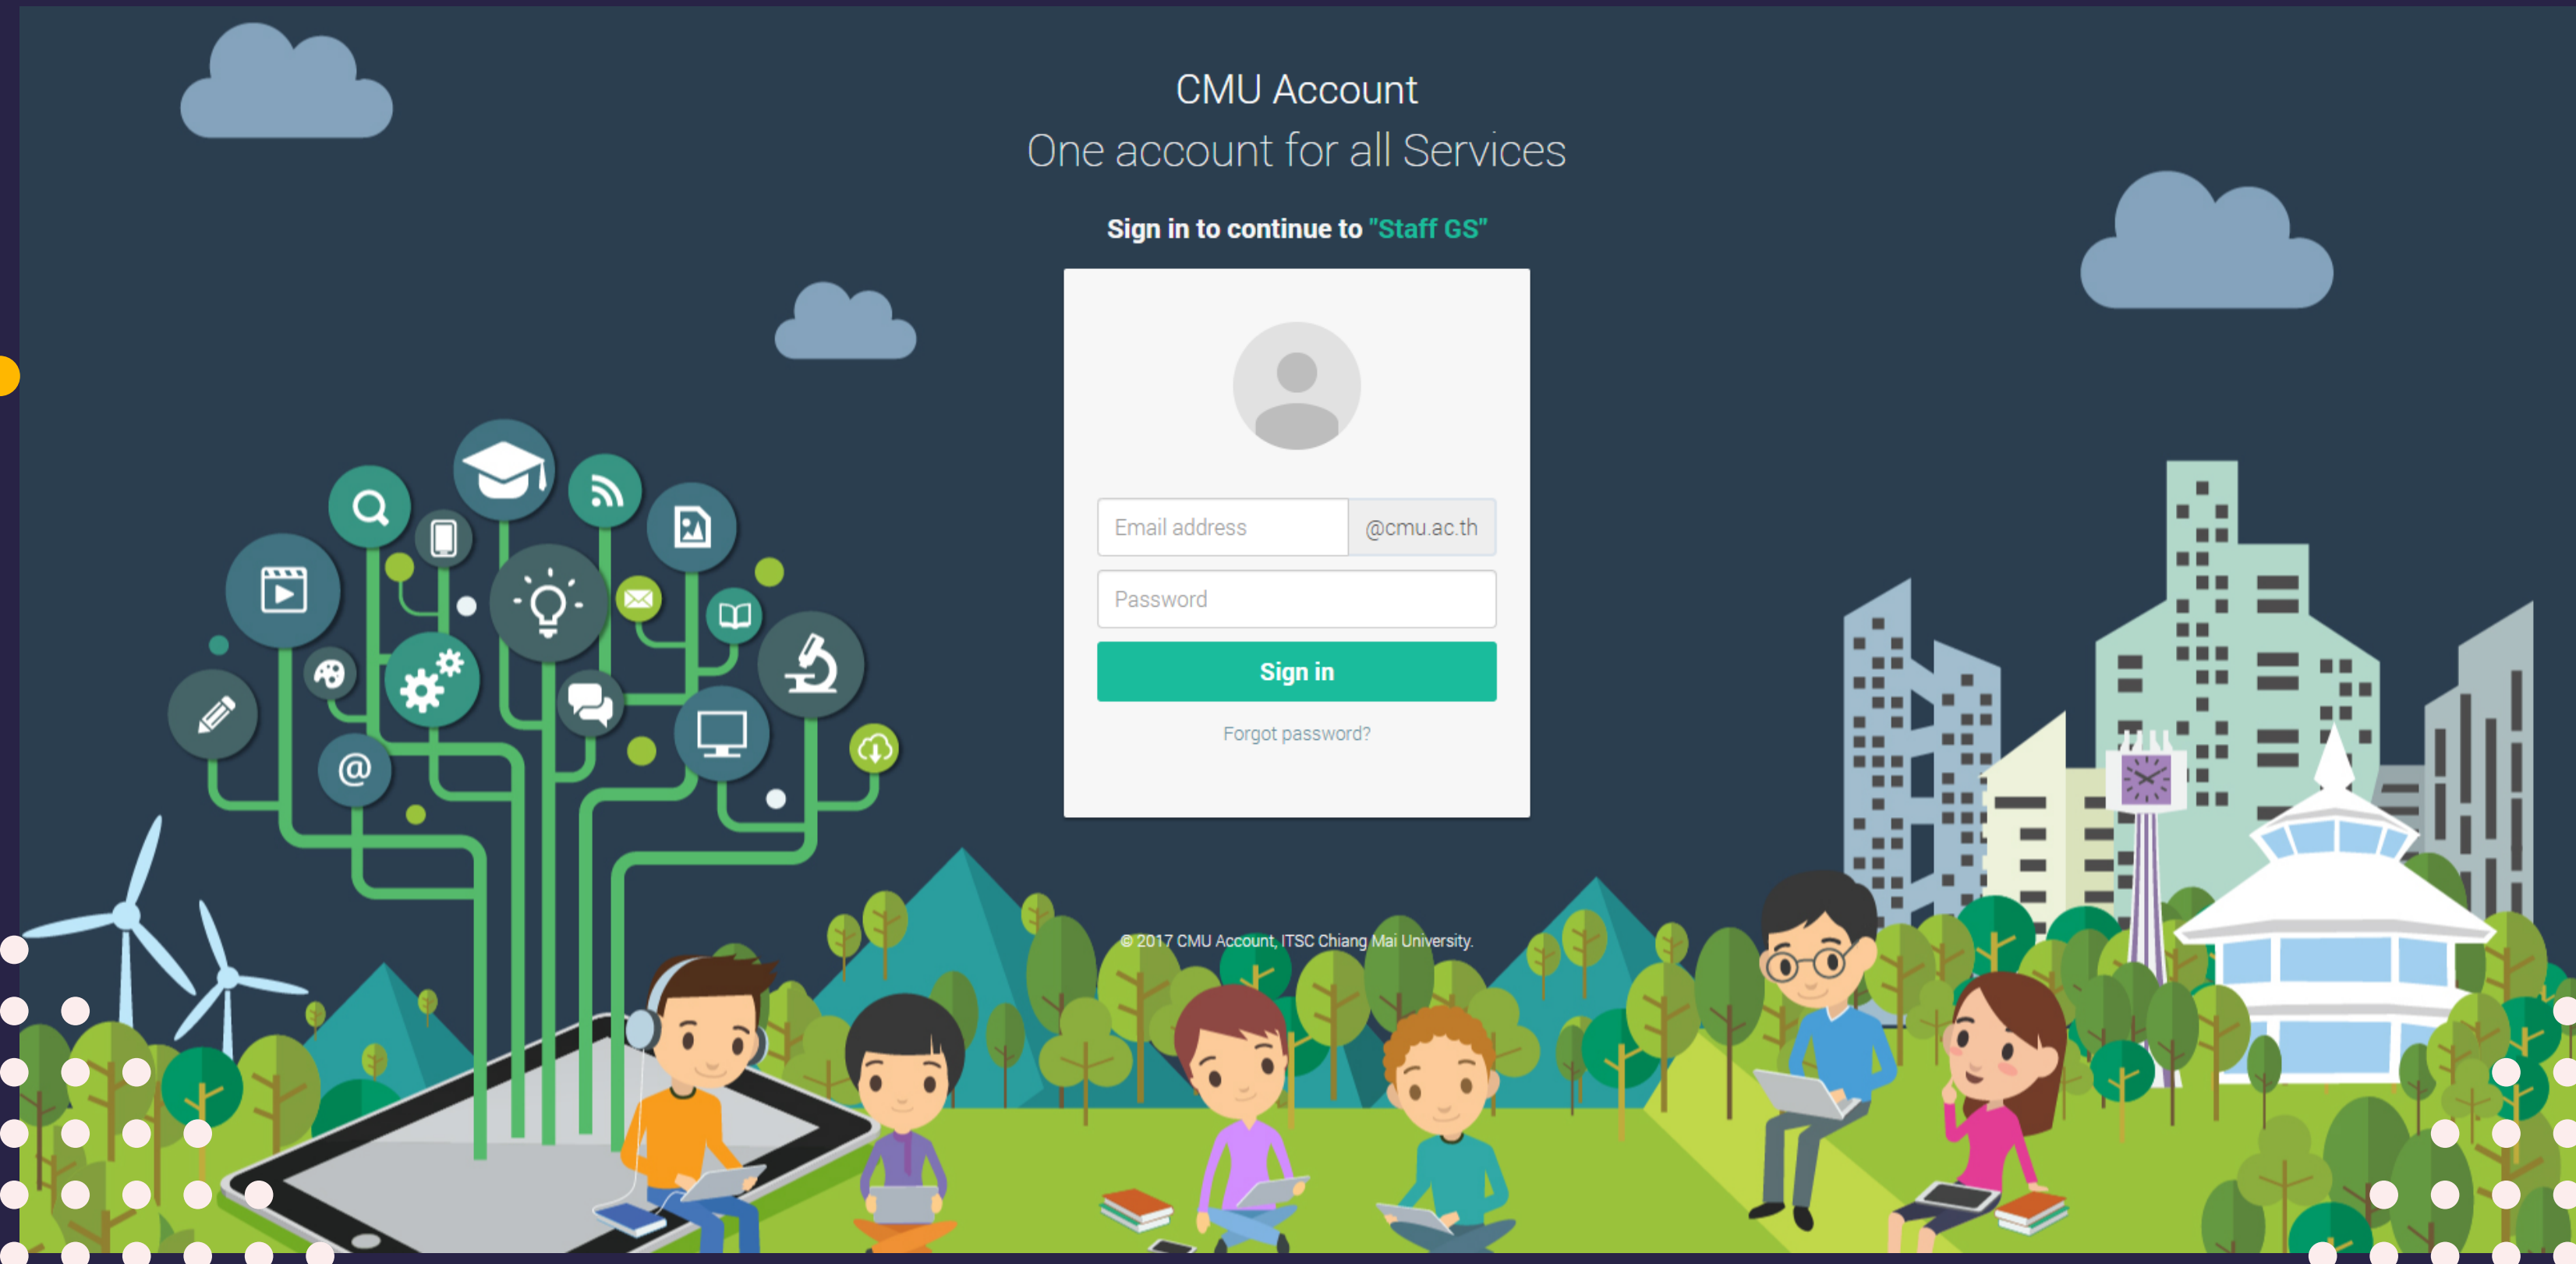 CMU Account
One account for all Services
Sign in to continue to "Staff GS"
Email address @cmu.ac.th
Password
Sign in
Forgot password?
© 2017 CMU Account, ITSC Chiang Mai University.
@